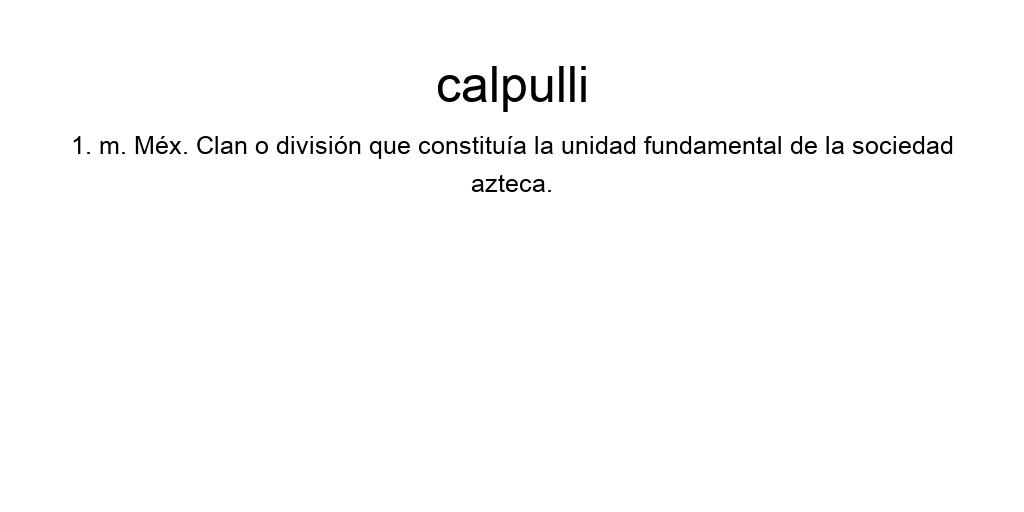 calpulli
1. m. Méx. Clan o división que constituía la unidad fundamental de la sociedad
azteca.